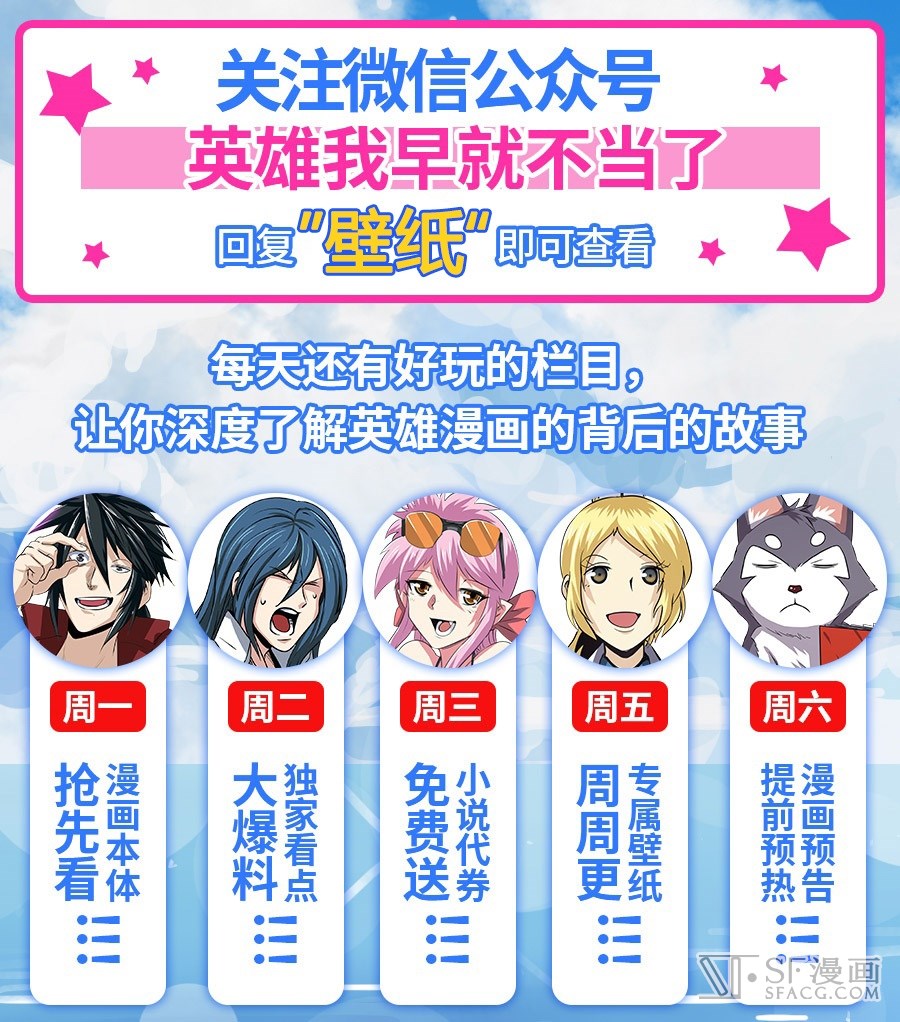 关注微信公众号
英雄我早就不当了
回复"壁纸"即可查看
每天还有好玩的栏目，
让你深度了解英雄漫画的背后的故事
周一
漫画本体
抢先看
周二
独家看点
大爆料
周三
小说代券
免费送
周五
专属壁纸
周周更
周六
漫画预告
提前预热
SF漫画
SFACG.COM